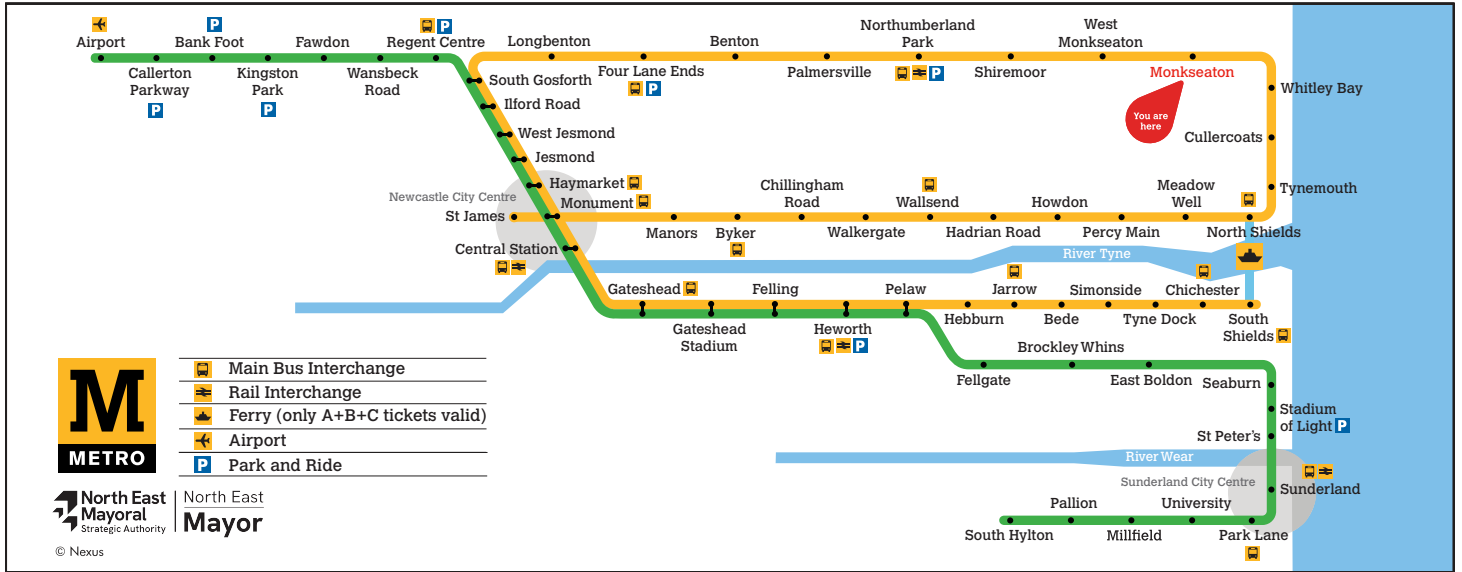 Airport
Callerton
Parkway
P
Bank Foot
P
Kingston
Park
P
Fawdon
Wansbeck
Road
Regent Centre
P
South Gosforth
Ilford Road
West Jesmond
Jesmond
Haymarket
Monument
Newcastle City Centre
St James
Central Station
Longbenton
Four Lane Ends
P
Benton
Palmersville
Northumberland
Park
P
Shiremoor
West
Monkseaton
Monkseaton
You are
here
Whitley Bay
Cullercoats
Tynemouth
North Shields
Meadow
Well
Percy Main
Howdon
Hadrian Road
Wallsend
Walkergate
Chillingham
Road
Byker
Manors
River Tyne
Gateshead
Gateshead
Stadium
Felling
Heworth
P
Pelaw
Hebburn
Jarrow
Bede
Simonside
Tyne Dock
Chichester
South
Shields
Fellgate
Brockley Whins
East Boldon
Seaburn
Stadium
of Light P
St Peter's
River Wear
Sunderland City Centre
Sunderland
Park Lane
University
Millfield
Pallion
South Hylton
M
METRO
Main Bus Interchange
Rail Interchange
Ferry (only A+B+C tickets valid)
Airport
P Park and Ride
North East
Mayoral
Strategic Authority
North East
Mayor
© Nexus